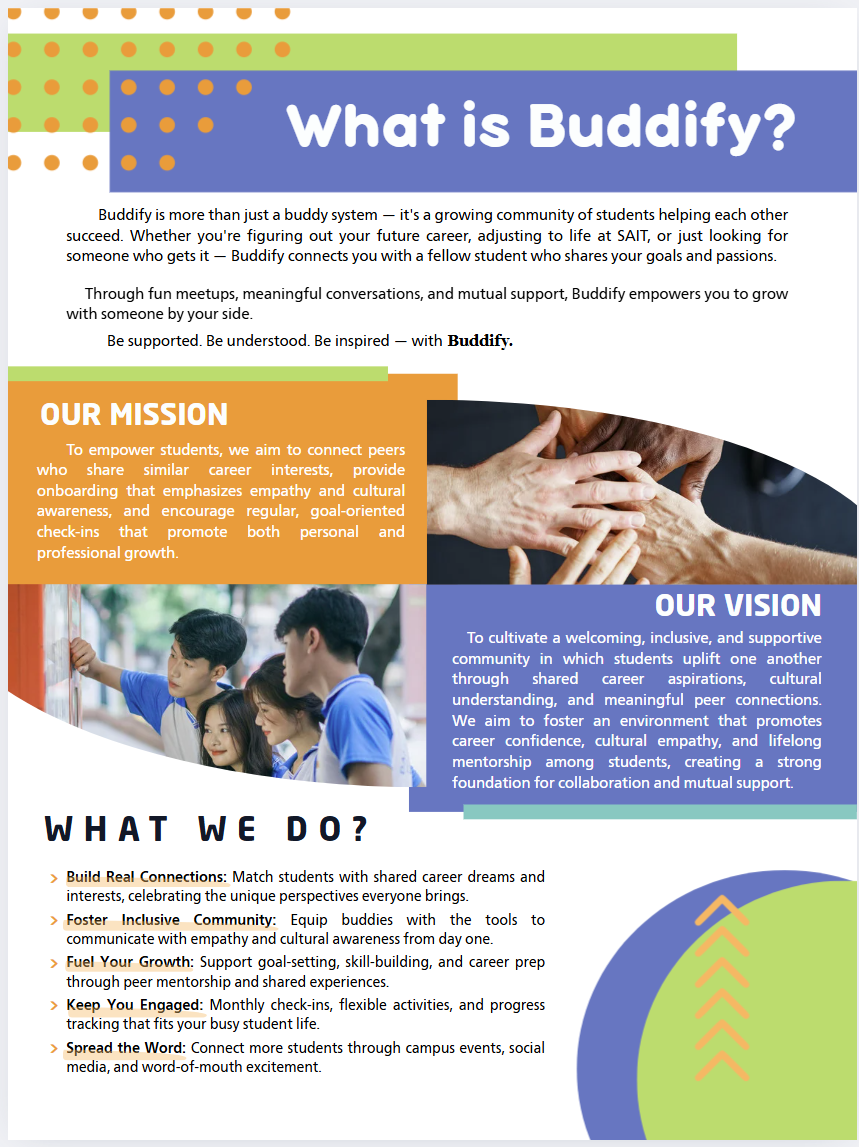 What is Buddify?
Buddify is more than just a buddy system — it's a growing community of students helping each other
succeed. Whether you're figuring out your future career, adjusting to life at SAIT, or just looking for
someone who gets it — Buddify connects you with a fellow student who shares your goals and passions.
Through fun meetups, meaningful conversations, and mutual support, Buddify empowers you to grow
with someone by your side.
Be supported. Be understood. Be inspired — with Buddify.
OUR MISSION
To empower students, we aim to connect peers
who share similar career interests, provide
onboarding that emphasizes empathy and cultural
awareness, and encourage regular, goal-oriented
check-ins that promote both personal and
professional growth.
OUR VISION
To cultivate a welcoming, inclusive, and supportive
community in which students uplift one another
through shared career aspirations, cultural
understanding, and meaningful peer connections.
We aim to foster an environment that promotes
career confidence, cultural empathy, and lifelong
mentorship among students, creating a strong
foundation for collaboration and mutual support.
WHAT WE DO?
Build Real Connections: Match students with shared career dreams and
interests, celebrating the unique perspectives everyone brings.
Foster Inclusive Community: Equip buddies with the tools to
communicate with empathy and cultural awareness from day one.
Fuel Your Growth: Support goal-setting, skill-building, and career prep
through peer mentorship and shared experiences.
Keep You Engaged: Monthly check-ins, flexible activities, and progress
tracking that fits your busy student life.
Spread the Word: Connect more students through campus events, social
media, and word-of-mouth excitement.